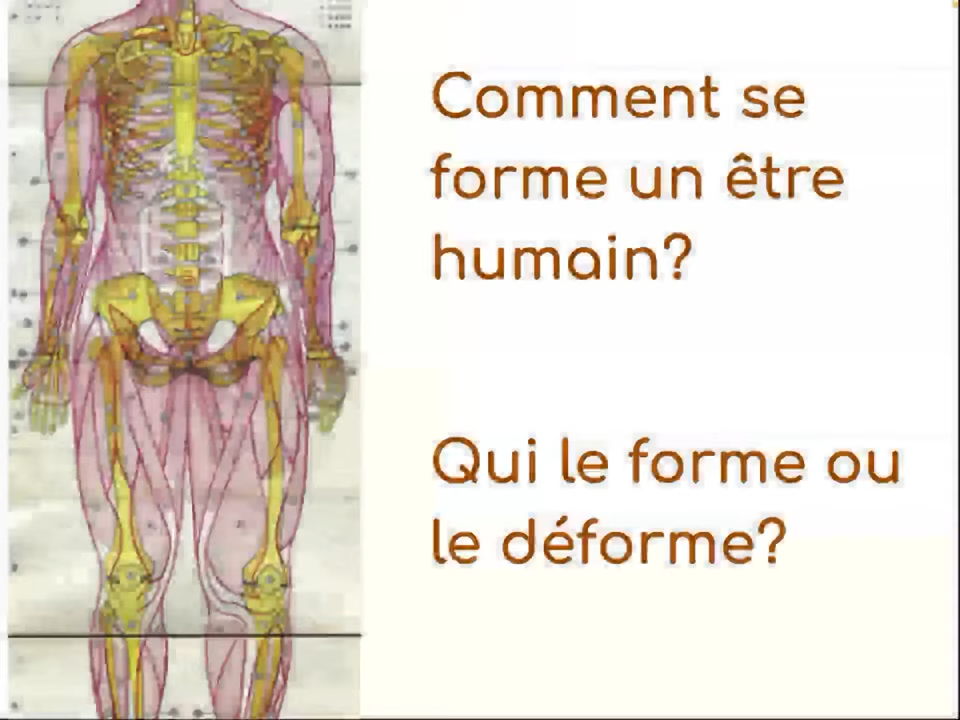 Comment se
forme un être
humain?
Qui le forme ou
le déforme?